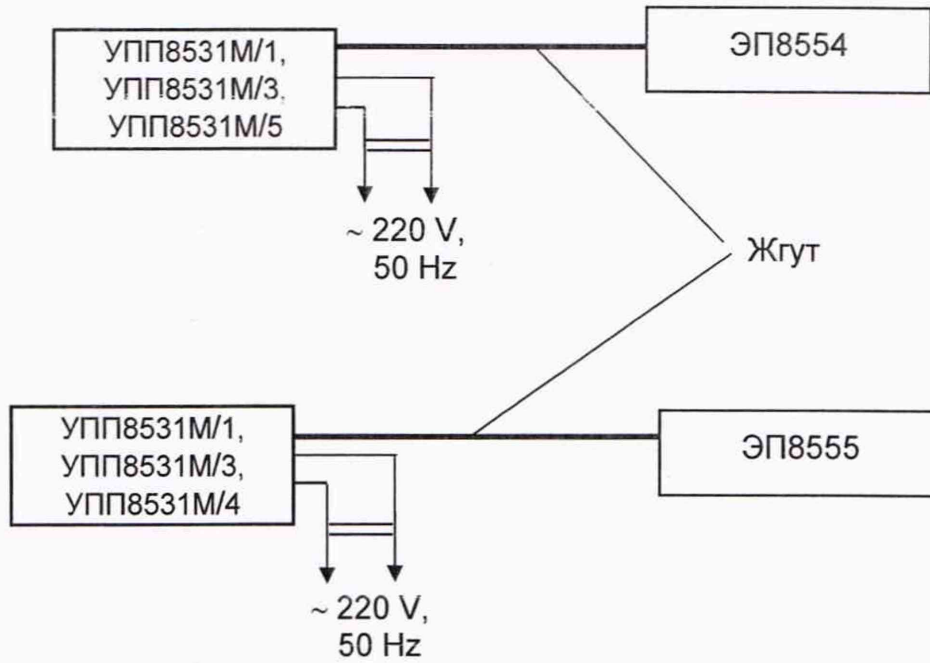 УПП8531М/1,
УПП8531М/3,
УПП8531М/5
ЭП8554
~ 220 V,
50 Hz
Жгут
УПП8531М/1,
УПП8531М/3,
УПП8531М/4
ЭП8555
~ 220 V,
50 Hz